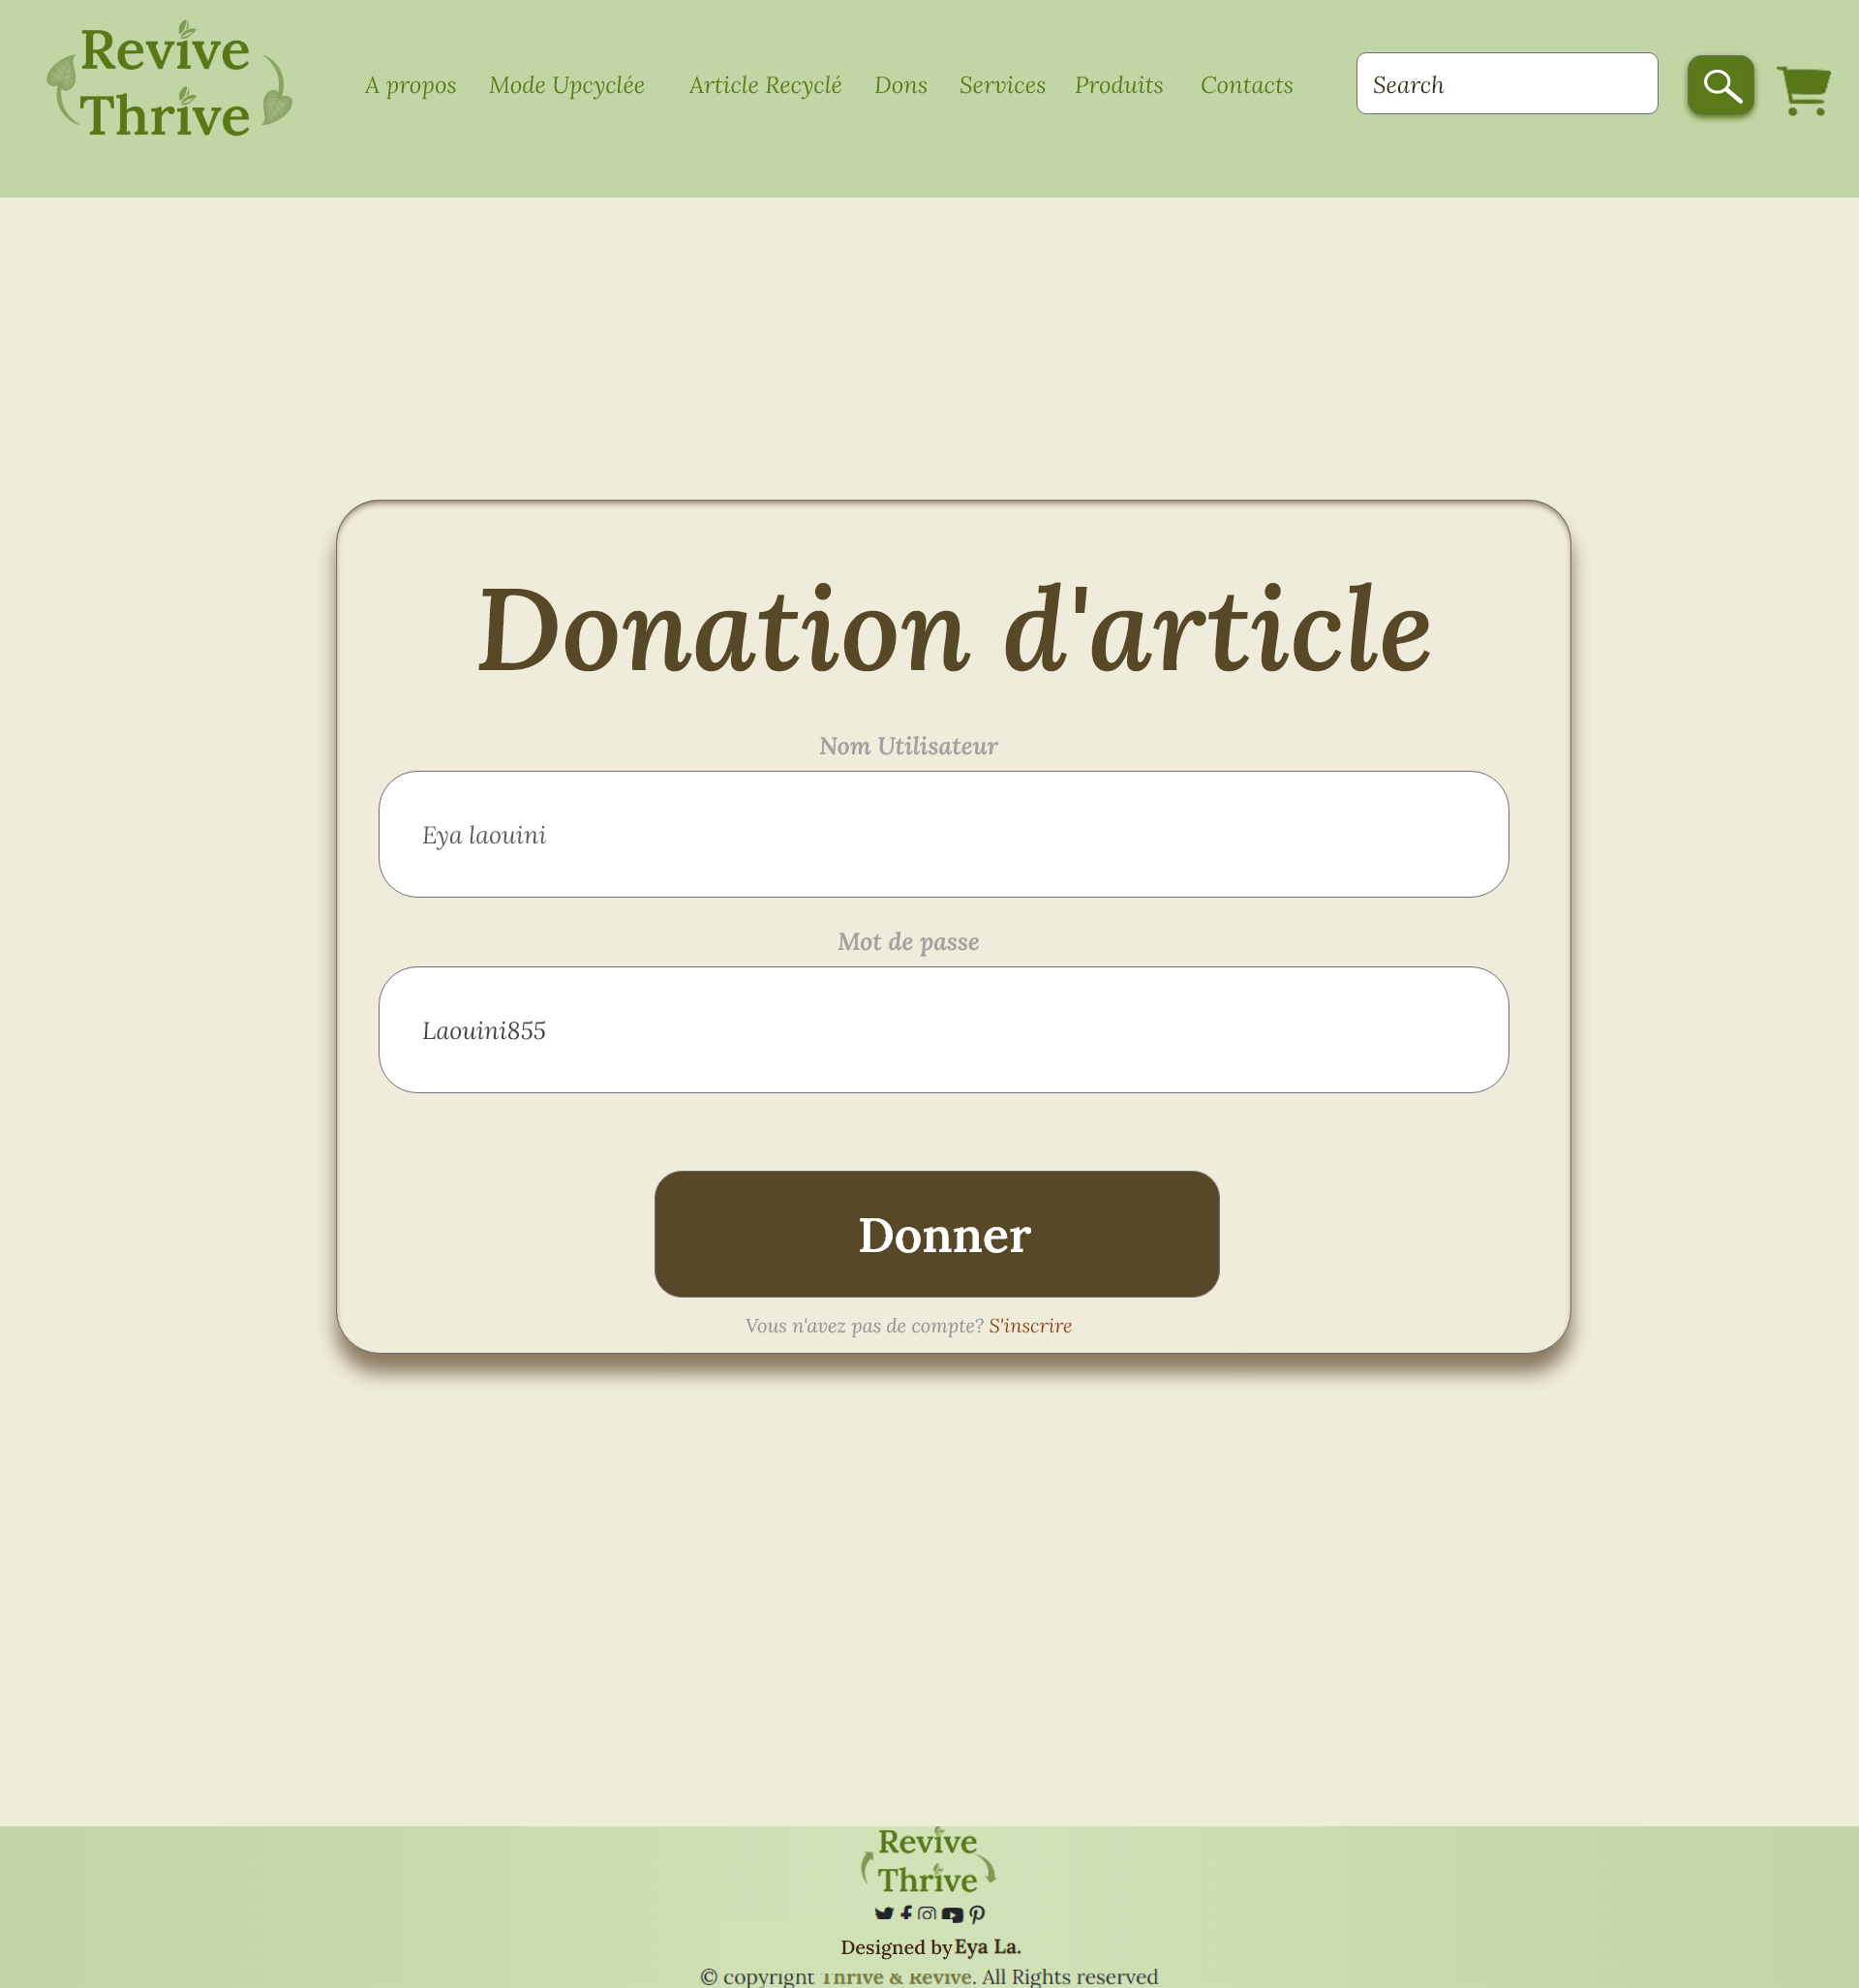 Revive
Thrive
A propos Mode Upcyclée Article Recyclé Dons Services Produits Contacts Search
Donation d'article
Nom Utilisateur
Eya laouini
Mot de passe
Laouini855
Donner
Vous n'avez pas de compte? S'inscrire
Revive
Thrive
Designed by Eya La.
© copyright Thrive & Revive. All Rights reserved